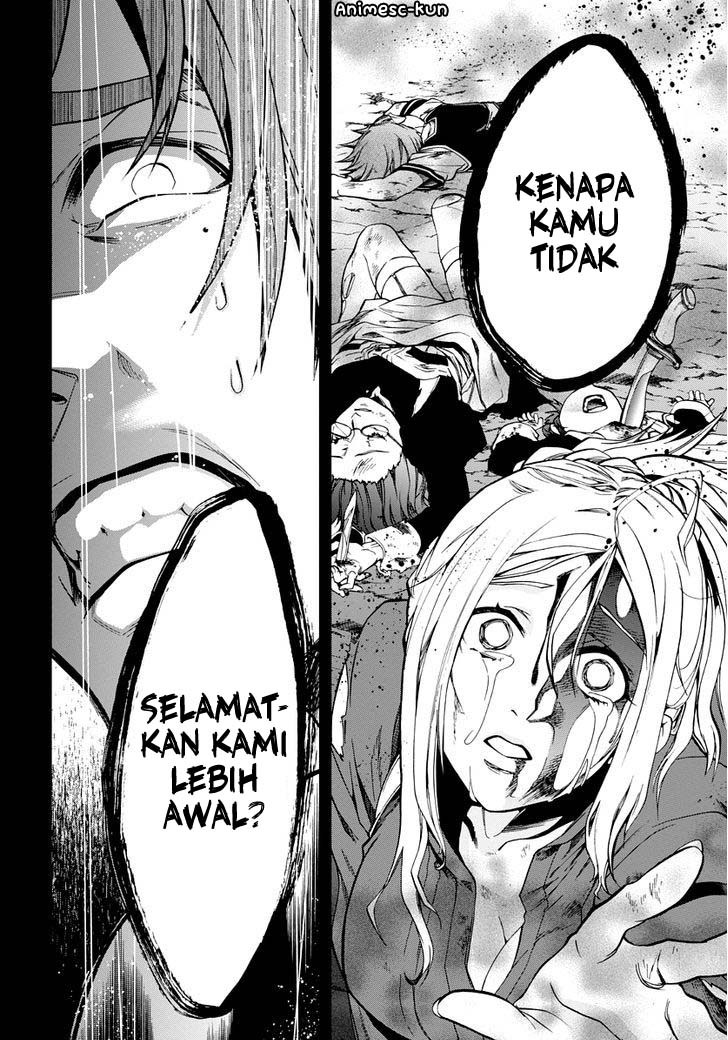 Animesc-kun
KENAPA
KAMU
TIDAK
SELAMAT-
KAN KAMI
LEBIH
AWAL?